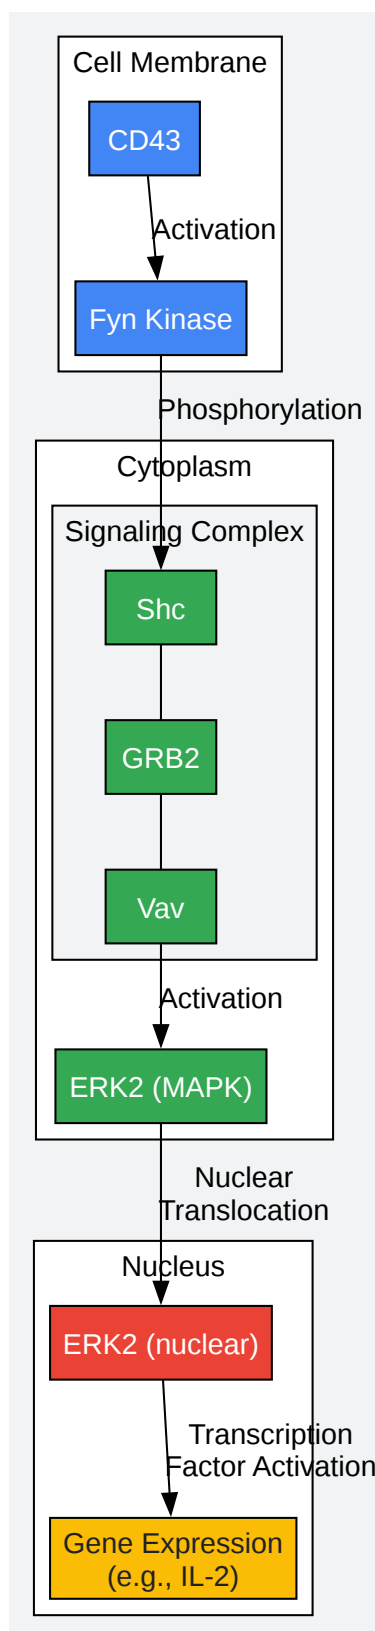 Cell Membrane
CD43
Activation
Fyn Kinase
Phosphorylation
Cytoplasm
Signaling Complex
Shc
GRB2
Vav
Activation
ERK2 (MAPK)
Nuclear
Translocation
Nucleus
ERK2 (nuclear)
Transcription
Factor Activation
Gene Expression
(e.g., IL-2)